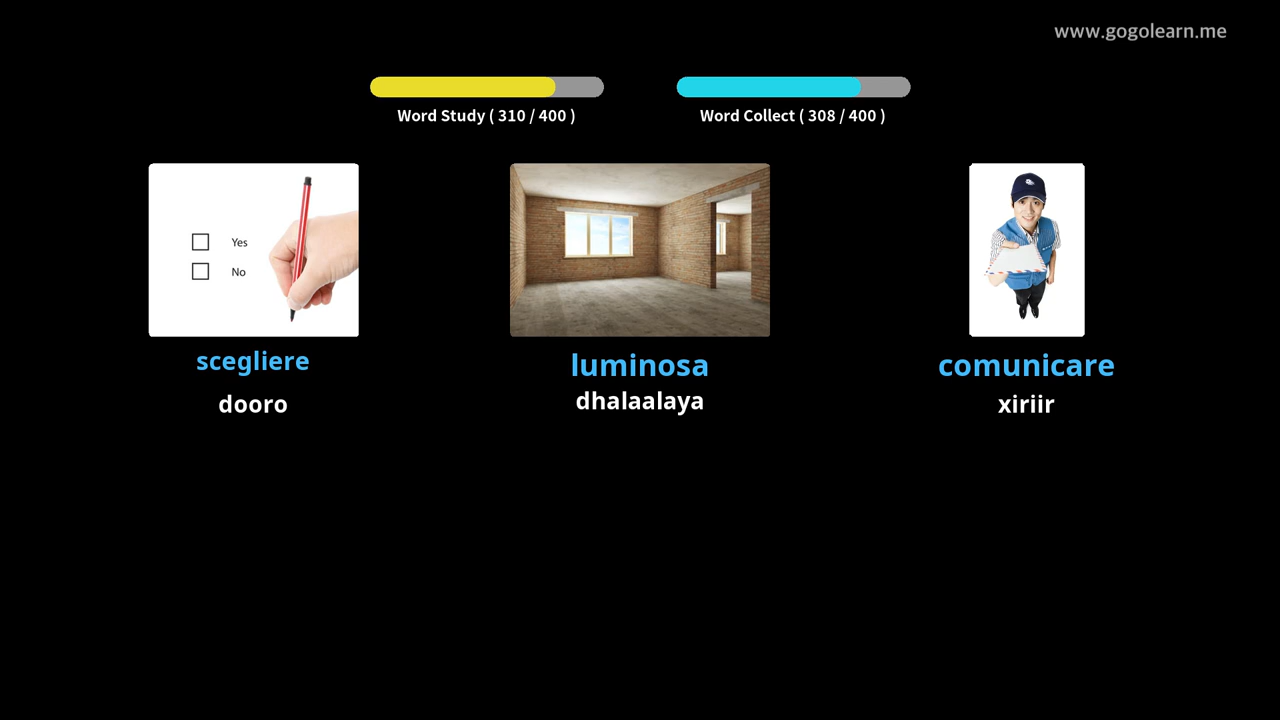 www.gogolearn.me
Word Study ( 310 / 400 )
Word Collect ( 308 / 400 )
Yes
No
scegliere
dooro
luminosa
dhalaalaya
comunicare
xiriir